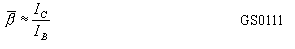 β̅ ≈ I_C / I_B GS0111